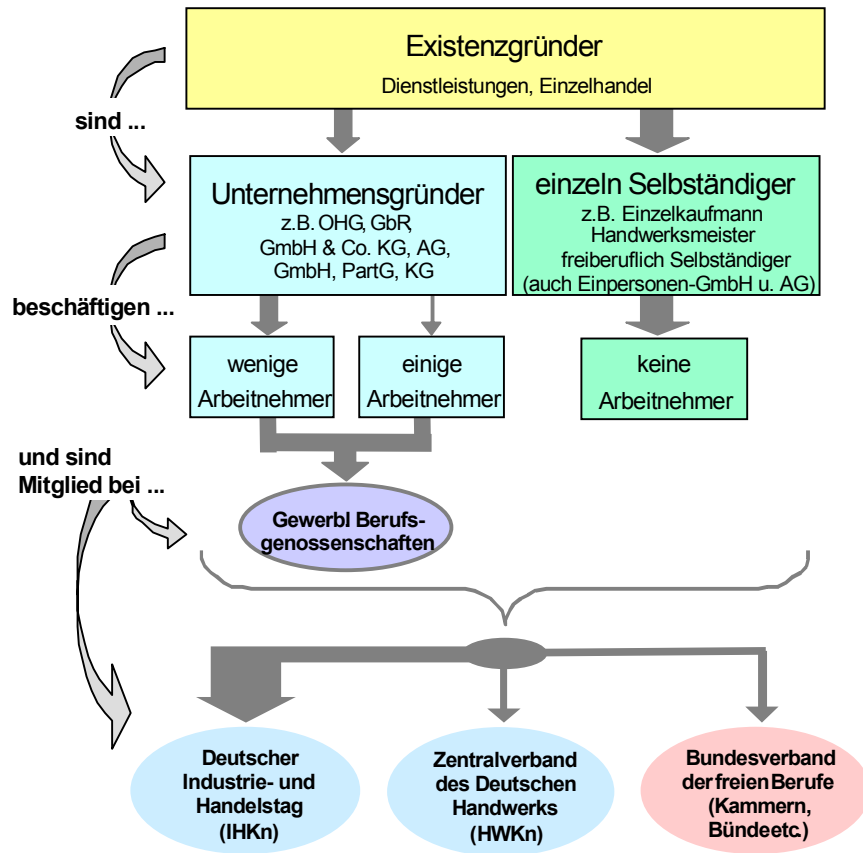 Existenzgründer
Dienstleistungen, Einzelhandel
sind ...
Unternehmensgründer
z.B. OHG, GbR,
GmbH & Co. KG, AG,
GmbH, PartG, KG
einzeln Selbständiger
z.B. Einzelkaufmann
Handwerksmeister
freiberuflich Selbständiger
(auch Einpersonen-GmbH u. AG)
beschäftigen ...
wenige
Arbeitnehmer
einige
Arbeitnehmer
keine
Arbeitnehmer
und sind
Mitglied bei ...
Gewerbl. Berufs-
genossenschaften
Deutscher
Industrie- und
Handelstag
(IHKn)
Zentralverband
des Deutschen
Handwerks
(HWKn)
Bundesverband
der freien Berufe
(Kammern,
Bünde etc.)